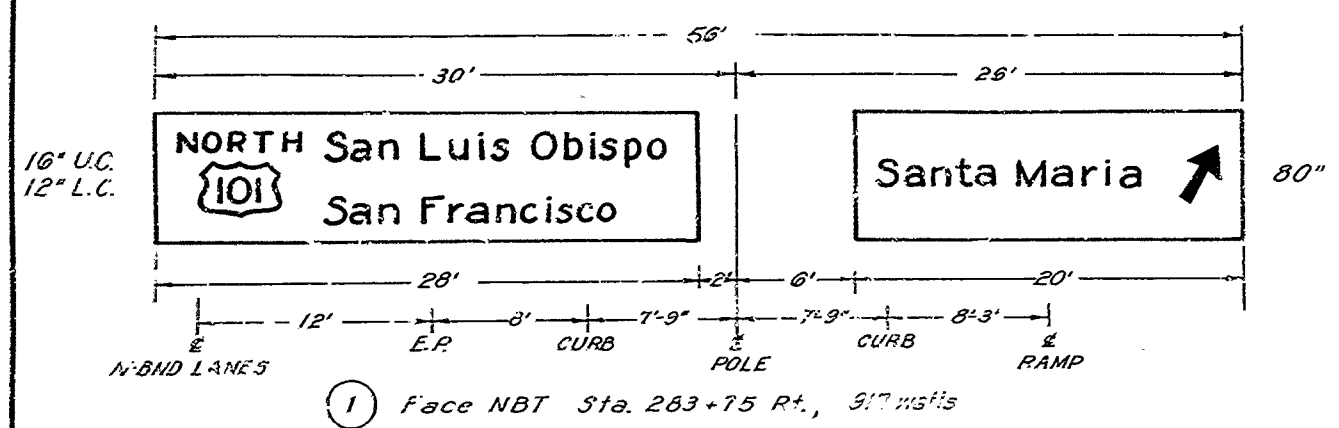 56'
30' 26'
16" U.C.
12" L.C.
NORTH
101
San Luis Obispo
San Francisco
Santa Maria
80"
28' 2' 6' 20'
12' 8' 7'-9" 7'-9" 8'-3"
℄
N-BND LANES
E.P.
CURB
℄
POLE
CURB
℄
RAMP
1 Face NBT Sta. 283+75 Rt., 917 watts